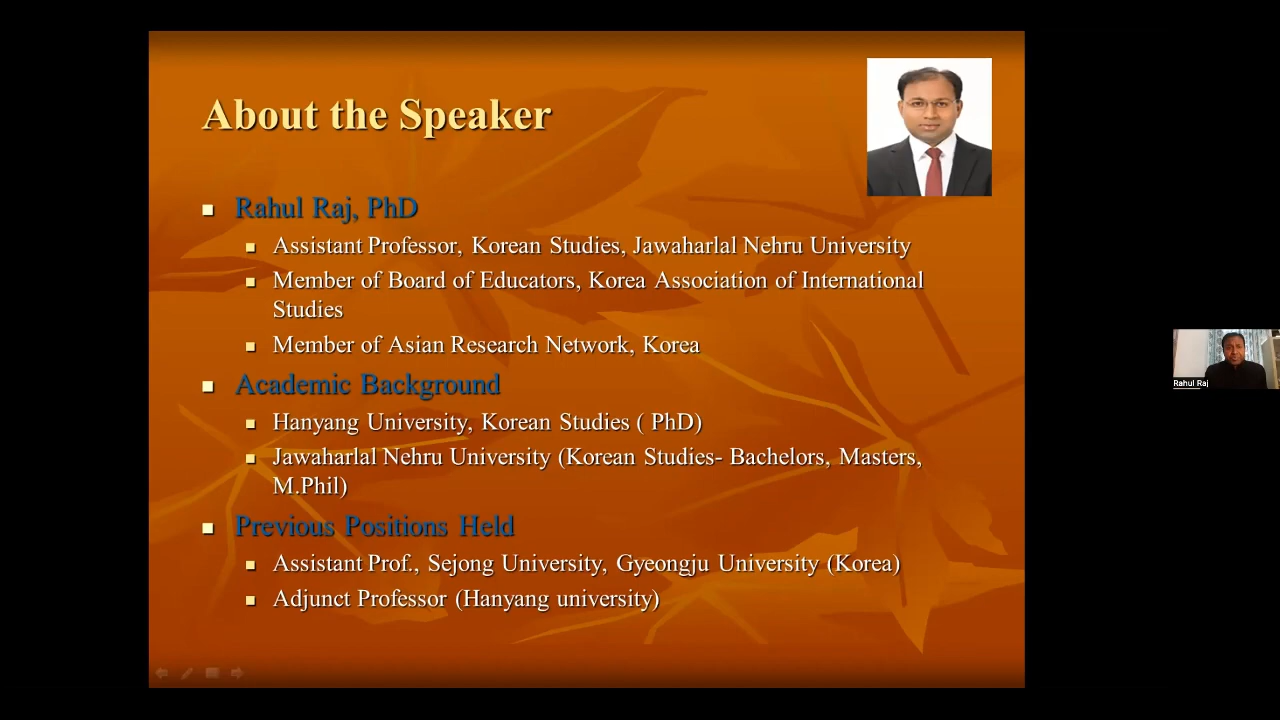 About the Speaker
Rahul Raj, PhD
Assistant Professor, Korean Studies, Jawaharlal Nehru University
Member of Board of Educators, Korea Association of International
Studies
Member of Asian Research Network, Korea
Academic Background
Hanyang University, Korean Studies ( PhD)
Jawaharlal Nehru University (Korean Studies- Bachelors, Masters,
M.Phil)
Previous Positions Held
Assistant Prof., Sejong University, Gyeongju University (Korea)
Adjunct Professor (Hanyang university)
Rahul Raj